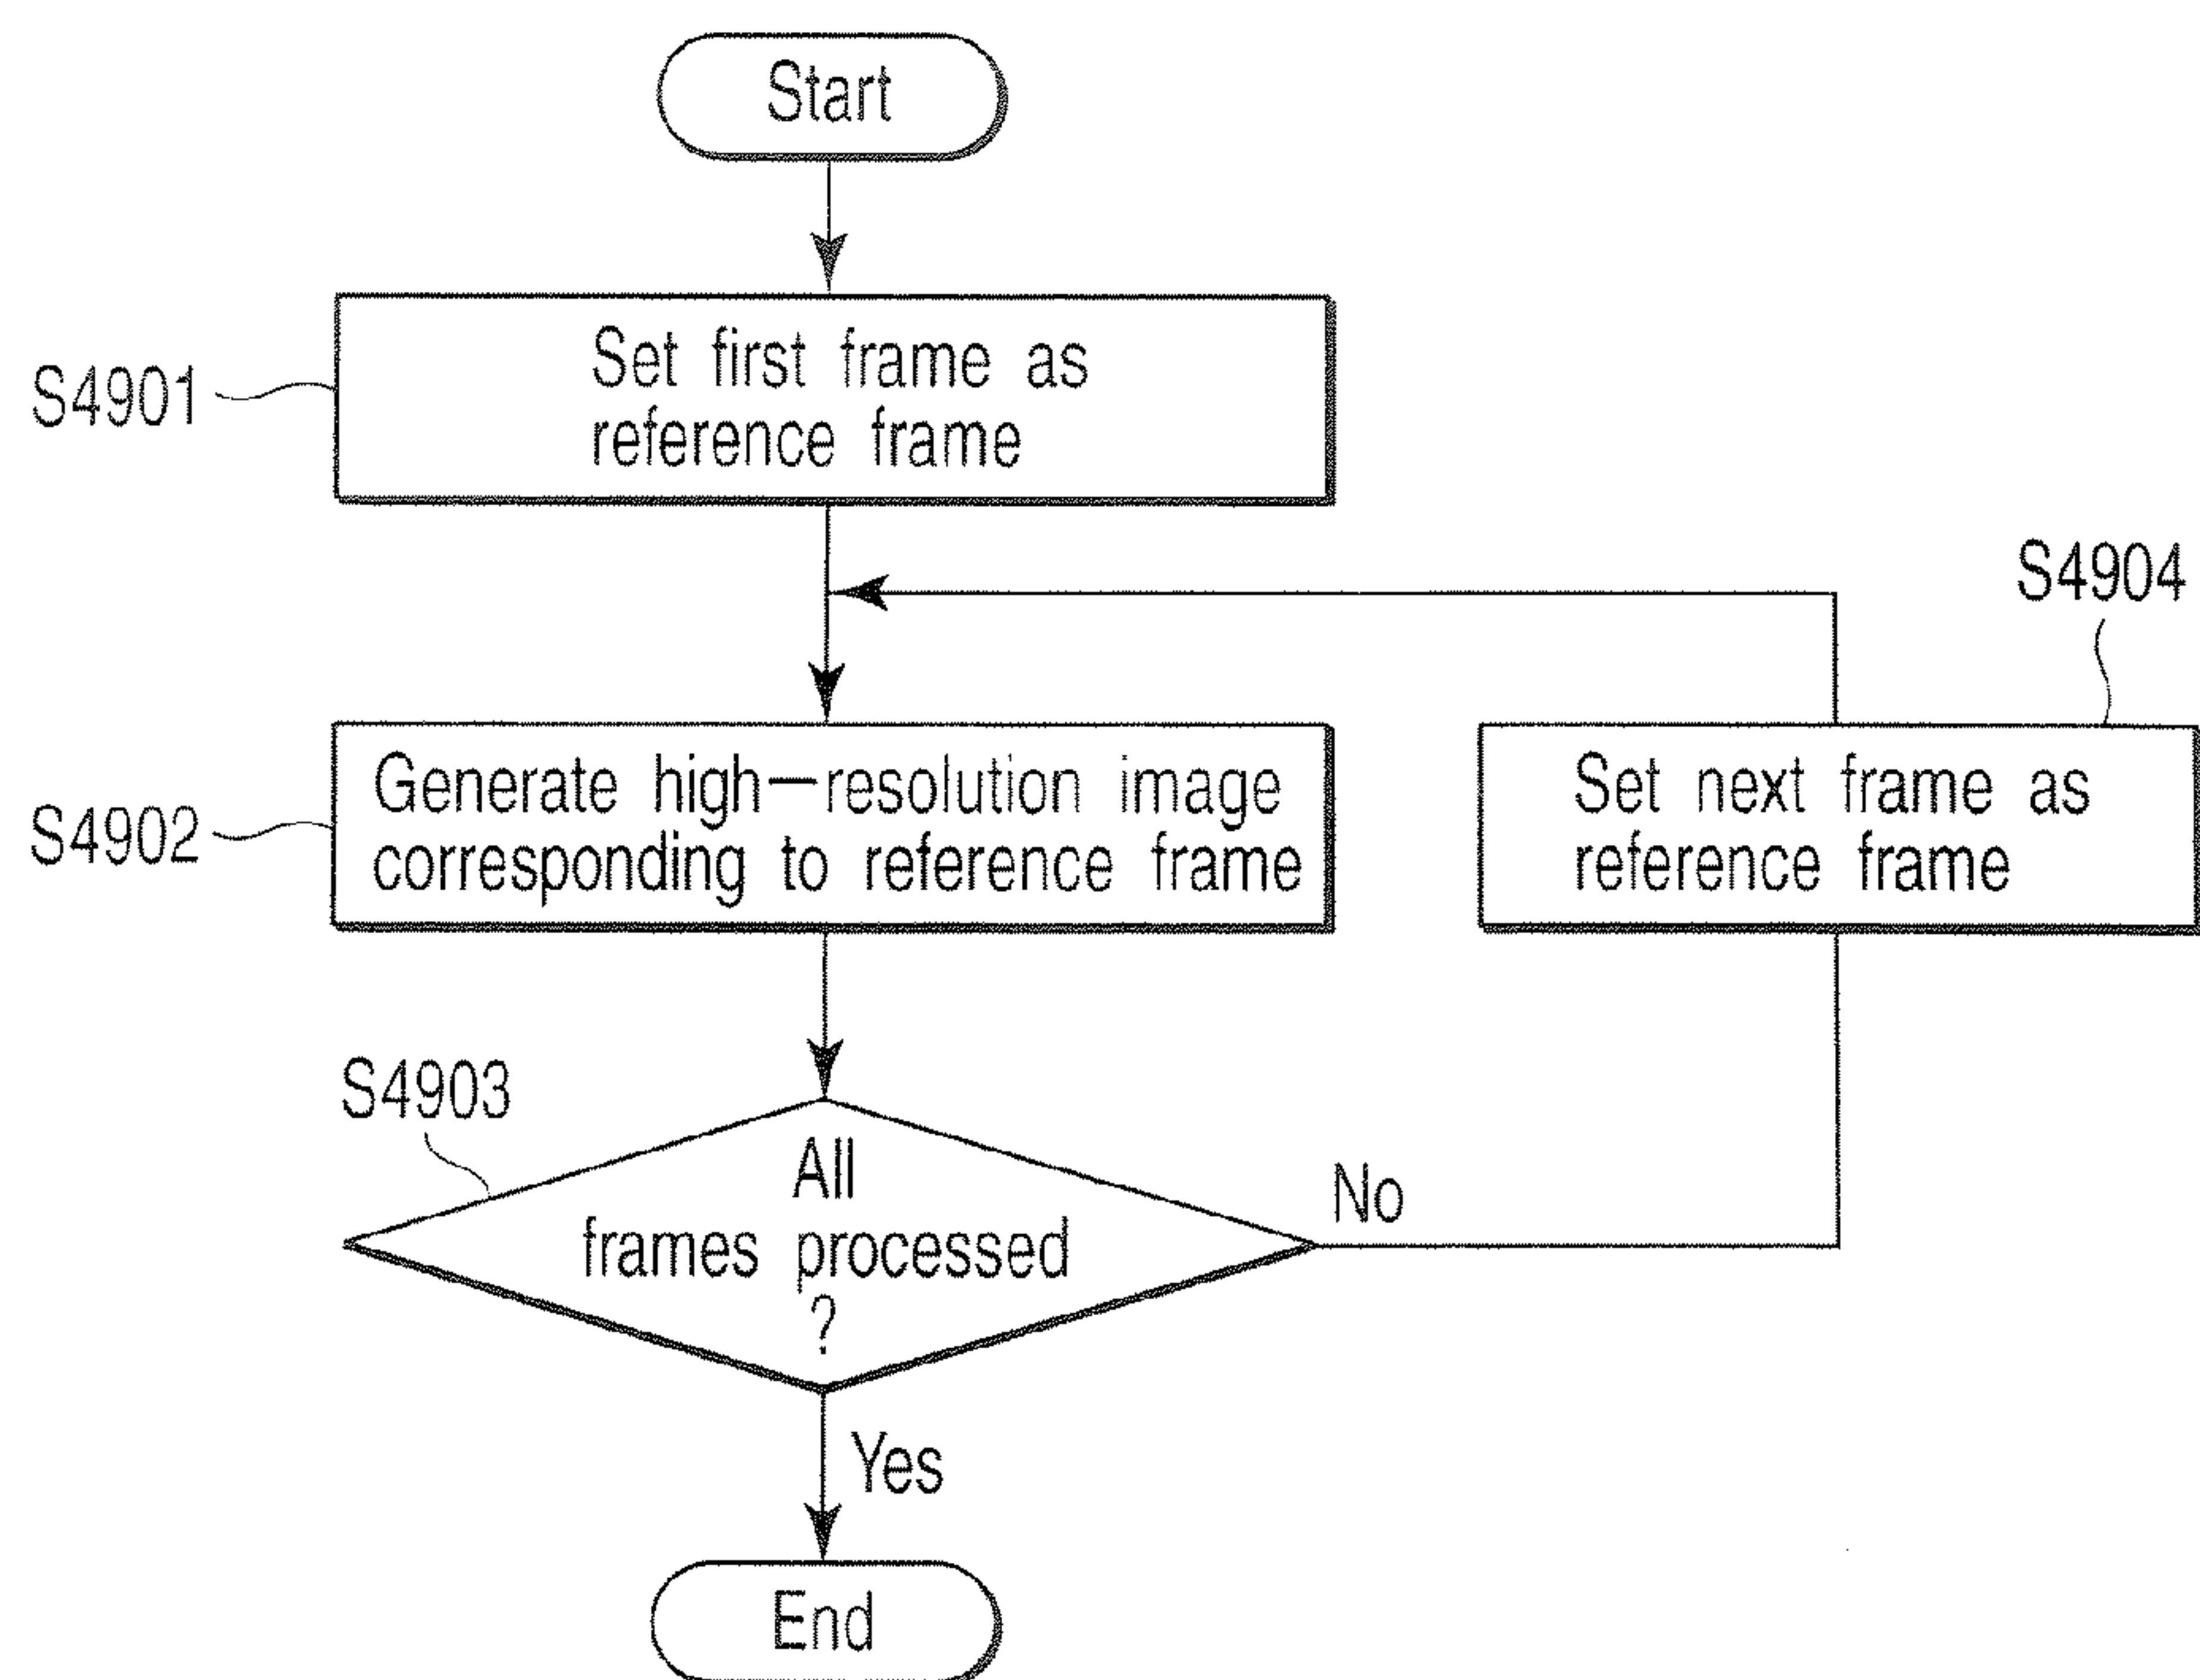 Start
S4901
Set first frame as
reference frame
S4904
S4902
Generate high-resolution image
corresponding to reference frame
Set next frame as
reference frame
S4903
All
frames processed
?
No
Yes
End